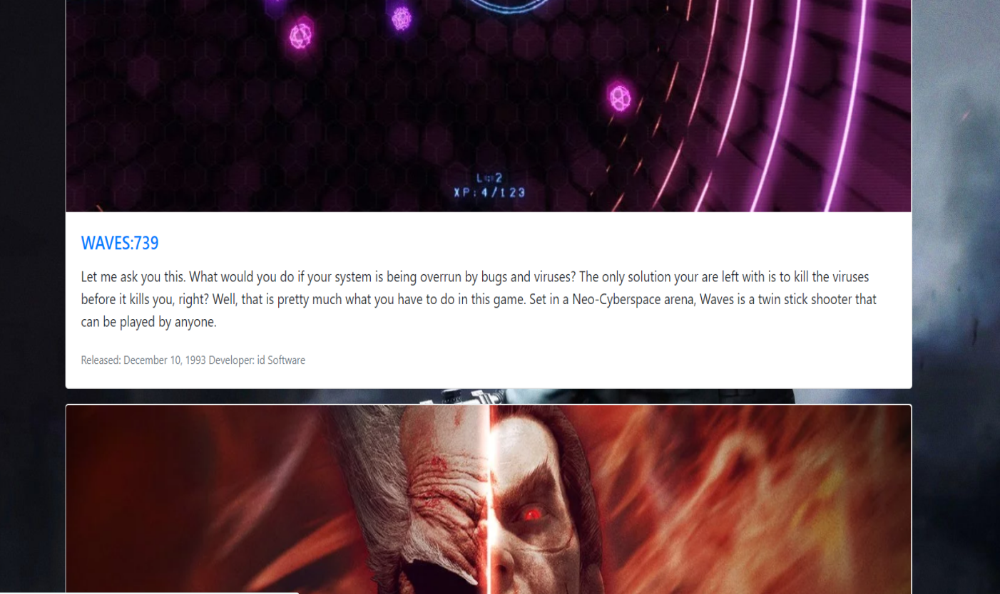 XP:4/123
WAVES:739
Let me ask you this. What would you do if your system is being overrun by bugs and viruses? The only solution your are left with is to kill the viruses
before it kills you, right? Well, that is pretty much what you have to do in this game. Set in a Neo-Cyberspace arena, Waves is a twin stick shooter that
can be played by anyone.
Released: December 10, 1993 Developer: id Software